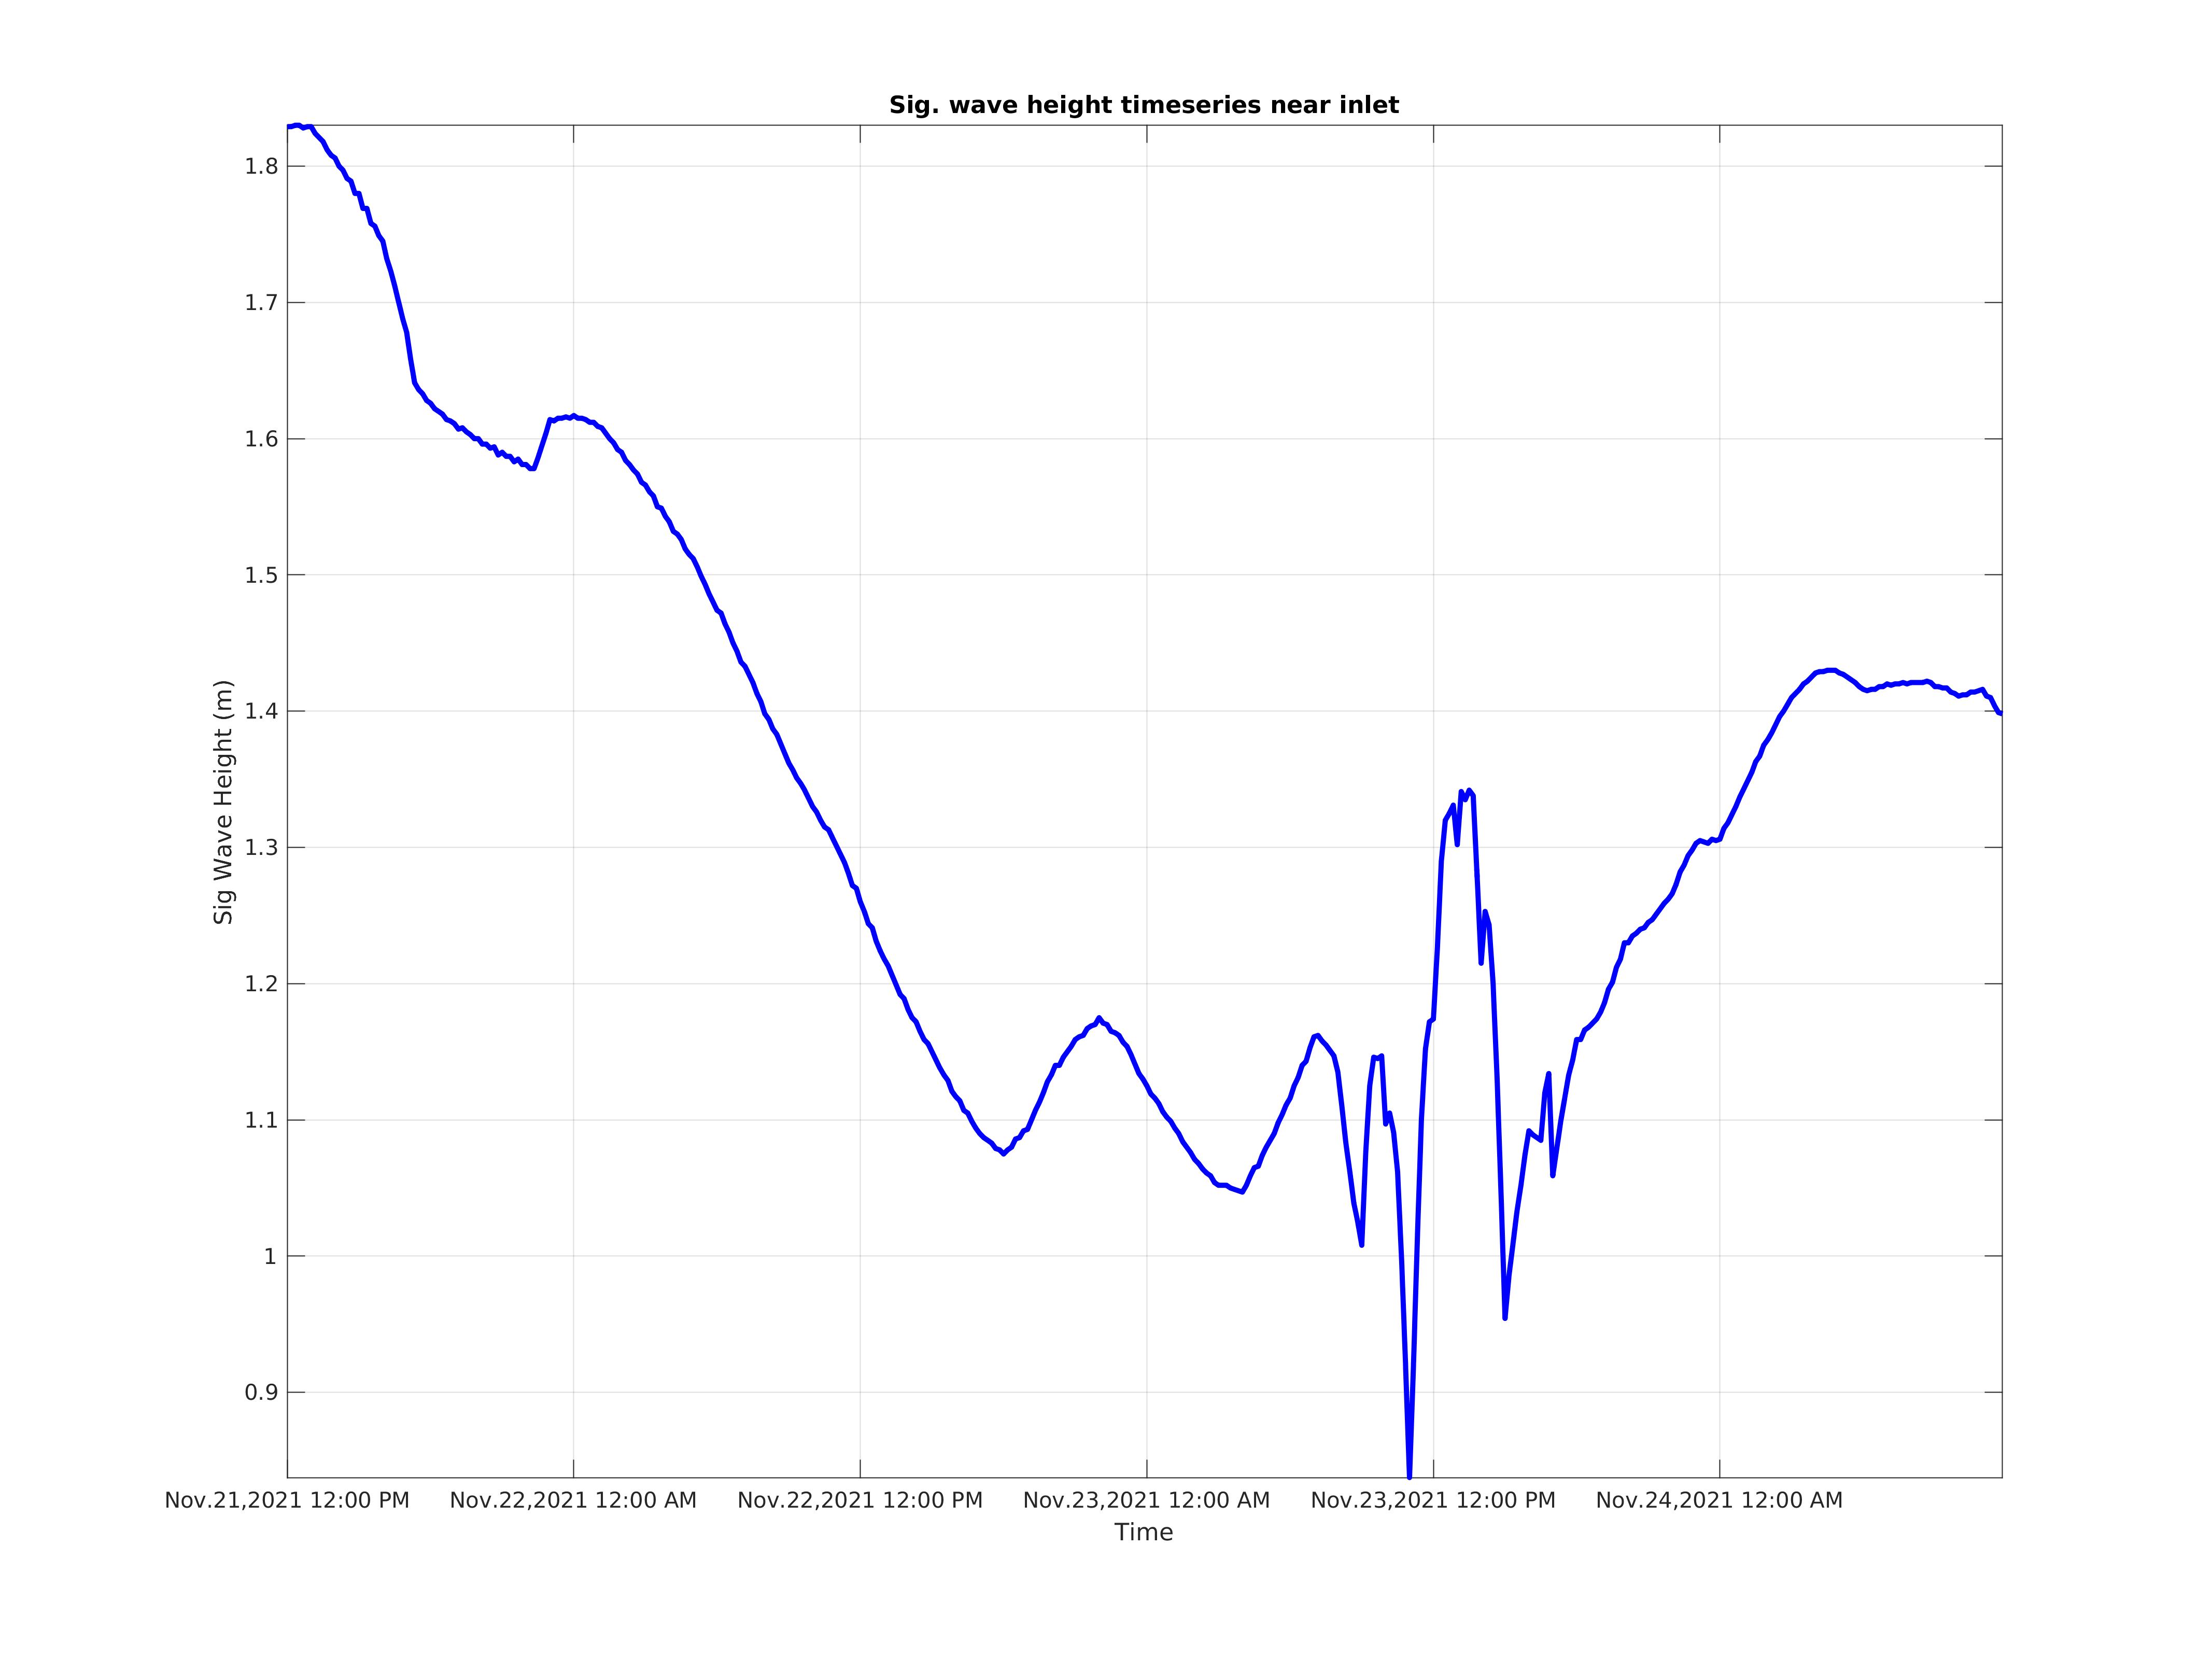 Sig. wave height timeseries near inlet
Sig Wave Height (m)
1.8
1.7
1.6
1.5
1.4
1.3
1.2
1.1
1
0.9
Nov.21,2021 12:00 PM
Nov.22,2021 12:00 AM
Nov.22,2021 12:00 PM
Nov.23,2021 12:00 AM
Nov.23,2021 12:00 PM
Nov.24,2021 12:00 AM
Time